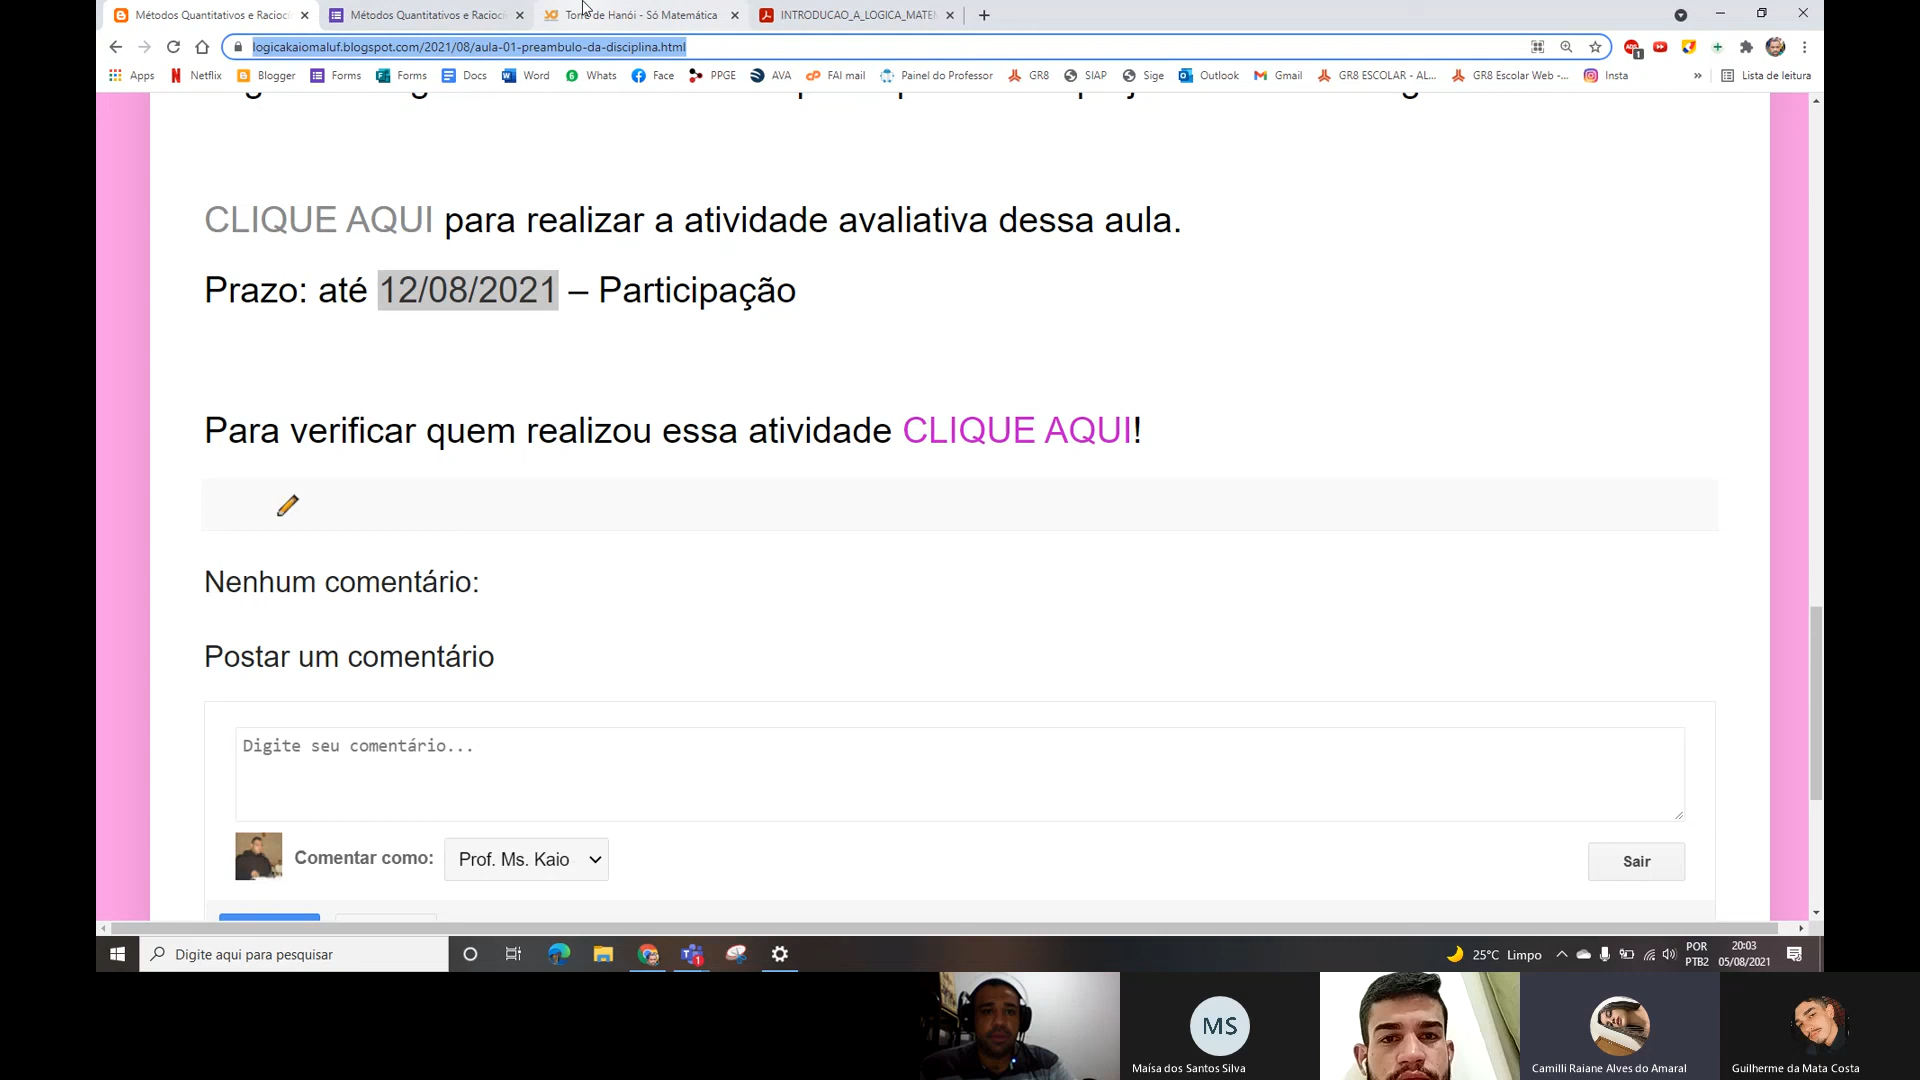 Métodos Quantitativos e Racioci
Métodos Quantitativos e Racioci
Torre de Hanói - Só Matemática
INTRODUCAO_A_LOGICA_MATE
logicakaiomaluf.blogspot.com/2021/08/aula-01-preambulo-da-disciplina.html
Apps
Netflix
Blogger
Forms
Forms
Docs
Word
Whats
Face
PPGE
AVA
FAI mail
Painel do Professor
GR8
SIAP
Sige
Outlook
Gmail
GR8 ESCOLAR - AL...
GR8 Escolar Web -...
Insta
»
Lista de leitura
CLIQUE AQUI para realizar a atividade avaliativa dessa aula.
Prazo: até 12/08/2021 – Participação
Para verificar quem realizou essa atividade CLIQUE AQUI!
Nenhum comentário:
Postar um comentário
Digite seu comentário...
Comentar como:
Prof. Ms. Kaio
Sair
Digite aqui para pesquisar
25°C Limpo
POR
PTB2
20:03
05/08/2021
MS
Maísa dos Santos Silva
Camilli Raiane Alves do Amaral
Guilherme da Mata Costa